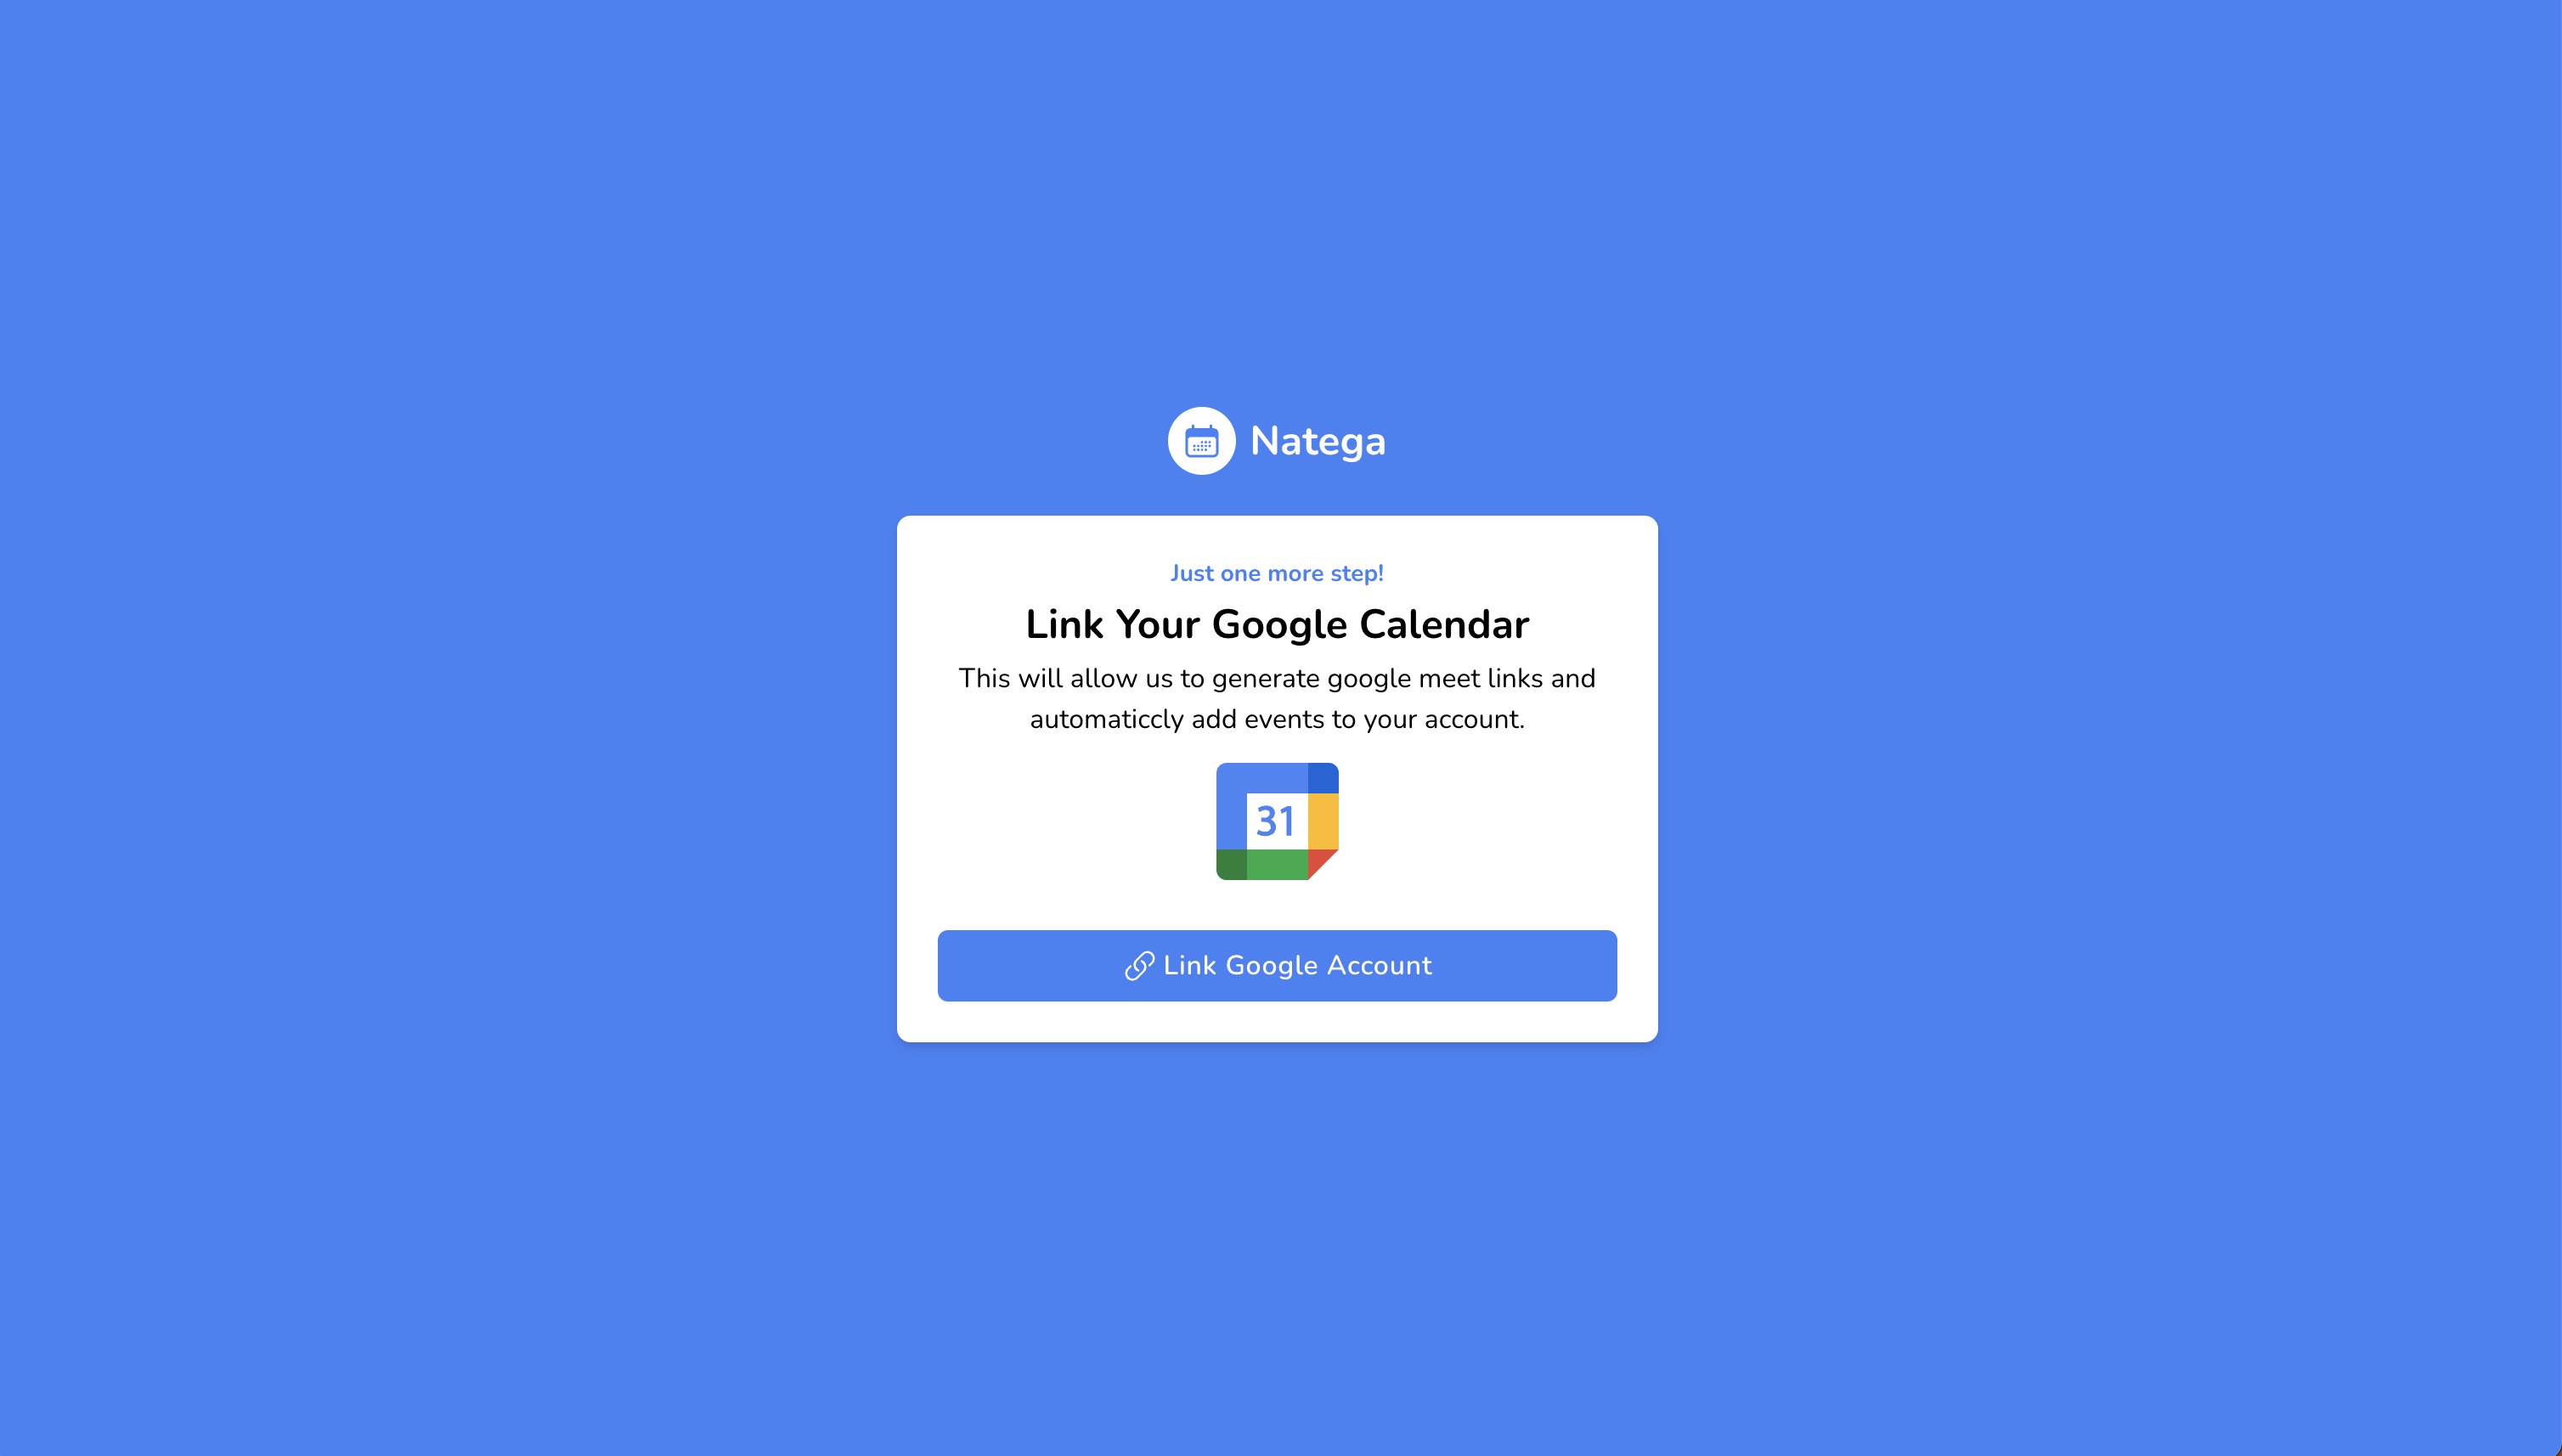 Natega
Just one more step!
Link Your Google Calendar
This will allow us to generate google meet links and
automaticcly add events to your account.
31
Link Google Account